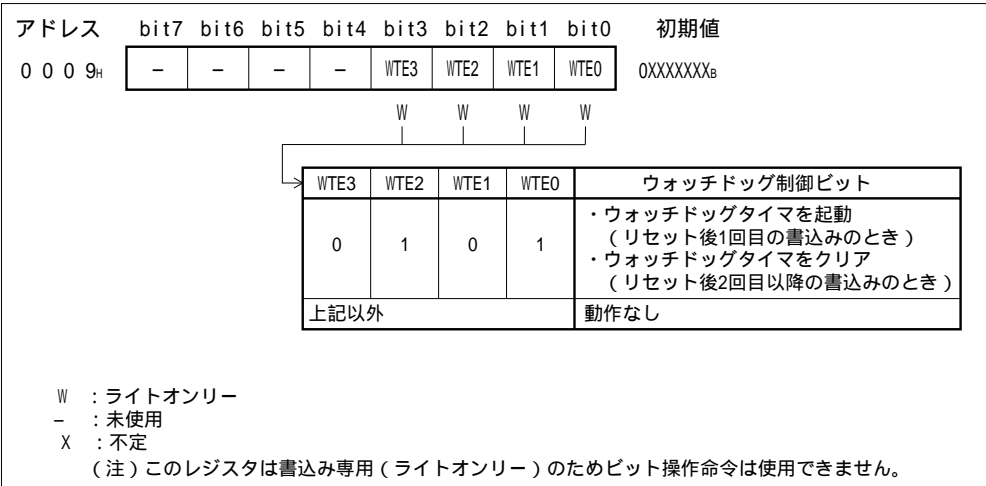 アドレス bit7 bit6 bit5 bit4 bit3 bit2 bit1 bit0 初期値
0009H – – – – WTE3 WTE2 WTE1 WTE0 0XXXXXXXB
W W W W
WTE3 WTE2 WTE1 WTE0 ウォッチドッグ制御ビット
0 1 0 1 ・ウォッチドッグタイマを起動
（リセット後1回目の書込みのとき）
・ウォッチドッグタイマをクリア
（リセット後2回目以降の書込みのとき）
上記以外 動作なし
W ：ライトオンリー
– ：未使用
X ：不定
（注）このレジスタは書込み専用（ライトオンリー）のためビット操作命令は使用できません。